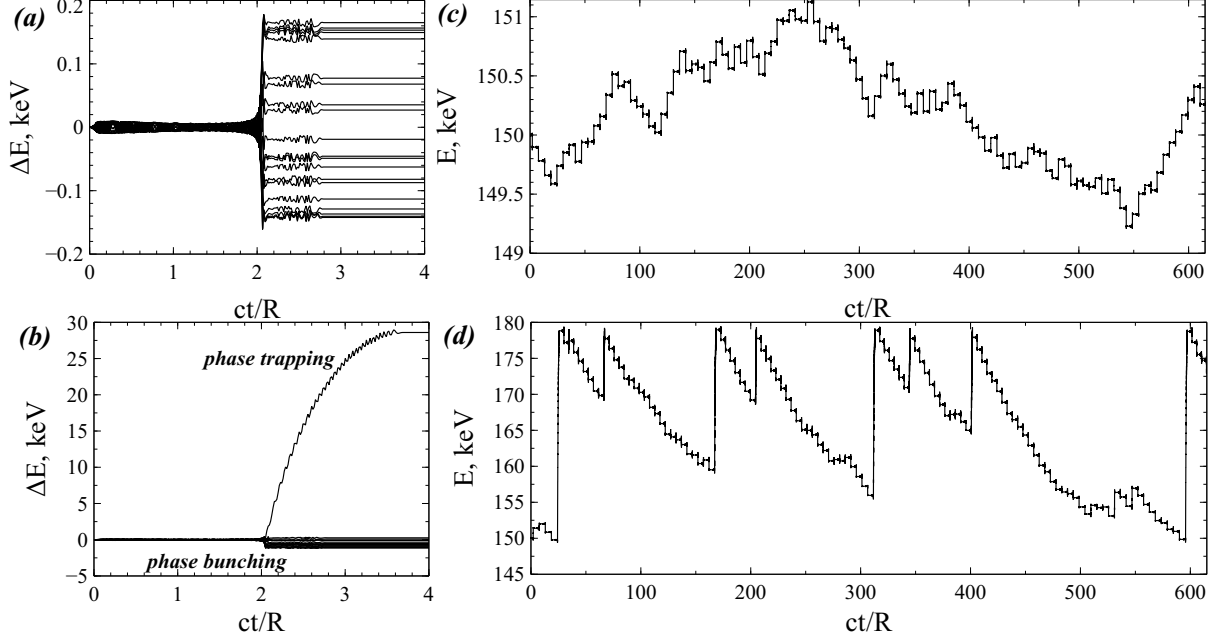 (a)
0.2
0.1
0
−0.1
−0.2
ΔE, keV
0 1 2 3 4
ct/R
(c)
151
150.5
150
149.5
149
E, keV
0 100 200 300 400 500 600
ct/R
(b)
30
25
20
15
10
5
0
−5
ΔE, keV
phase trapping
phase bunching
0 1 2 3 4
ct/R
(d)
180
175
170
165
160
155
150
145
E, keV
0 100 200 300 400 500 600
ct/R